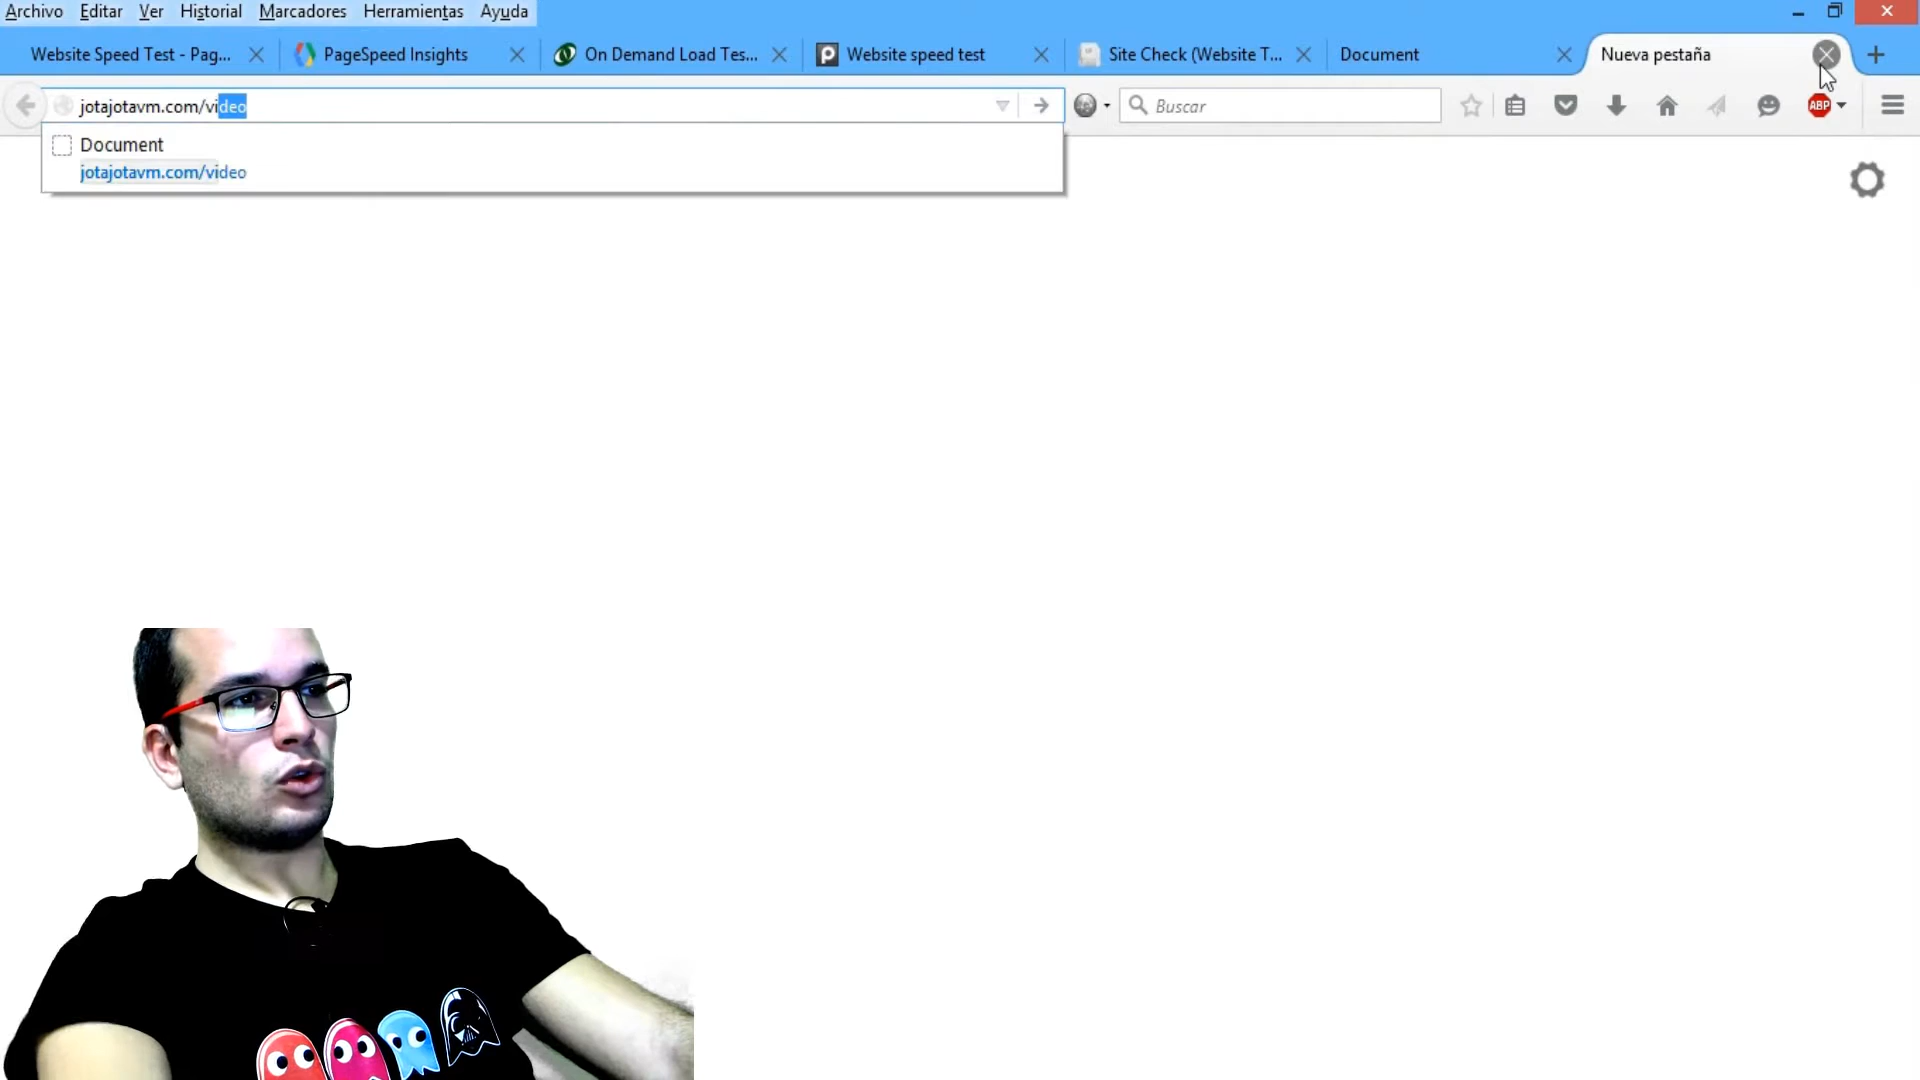 Archivo Editar Ver Historial Marcadores Herramientas Ayuda
Website Speed Test - Pag... PageSpeed Insights On Demand Load Tes... Website speed test Site Check (Website T... Document Nueva pestaña
jotajotavm.com/video Buscar ABP
Document
jotajotavm.com/video